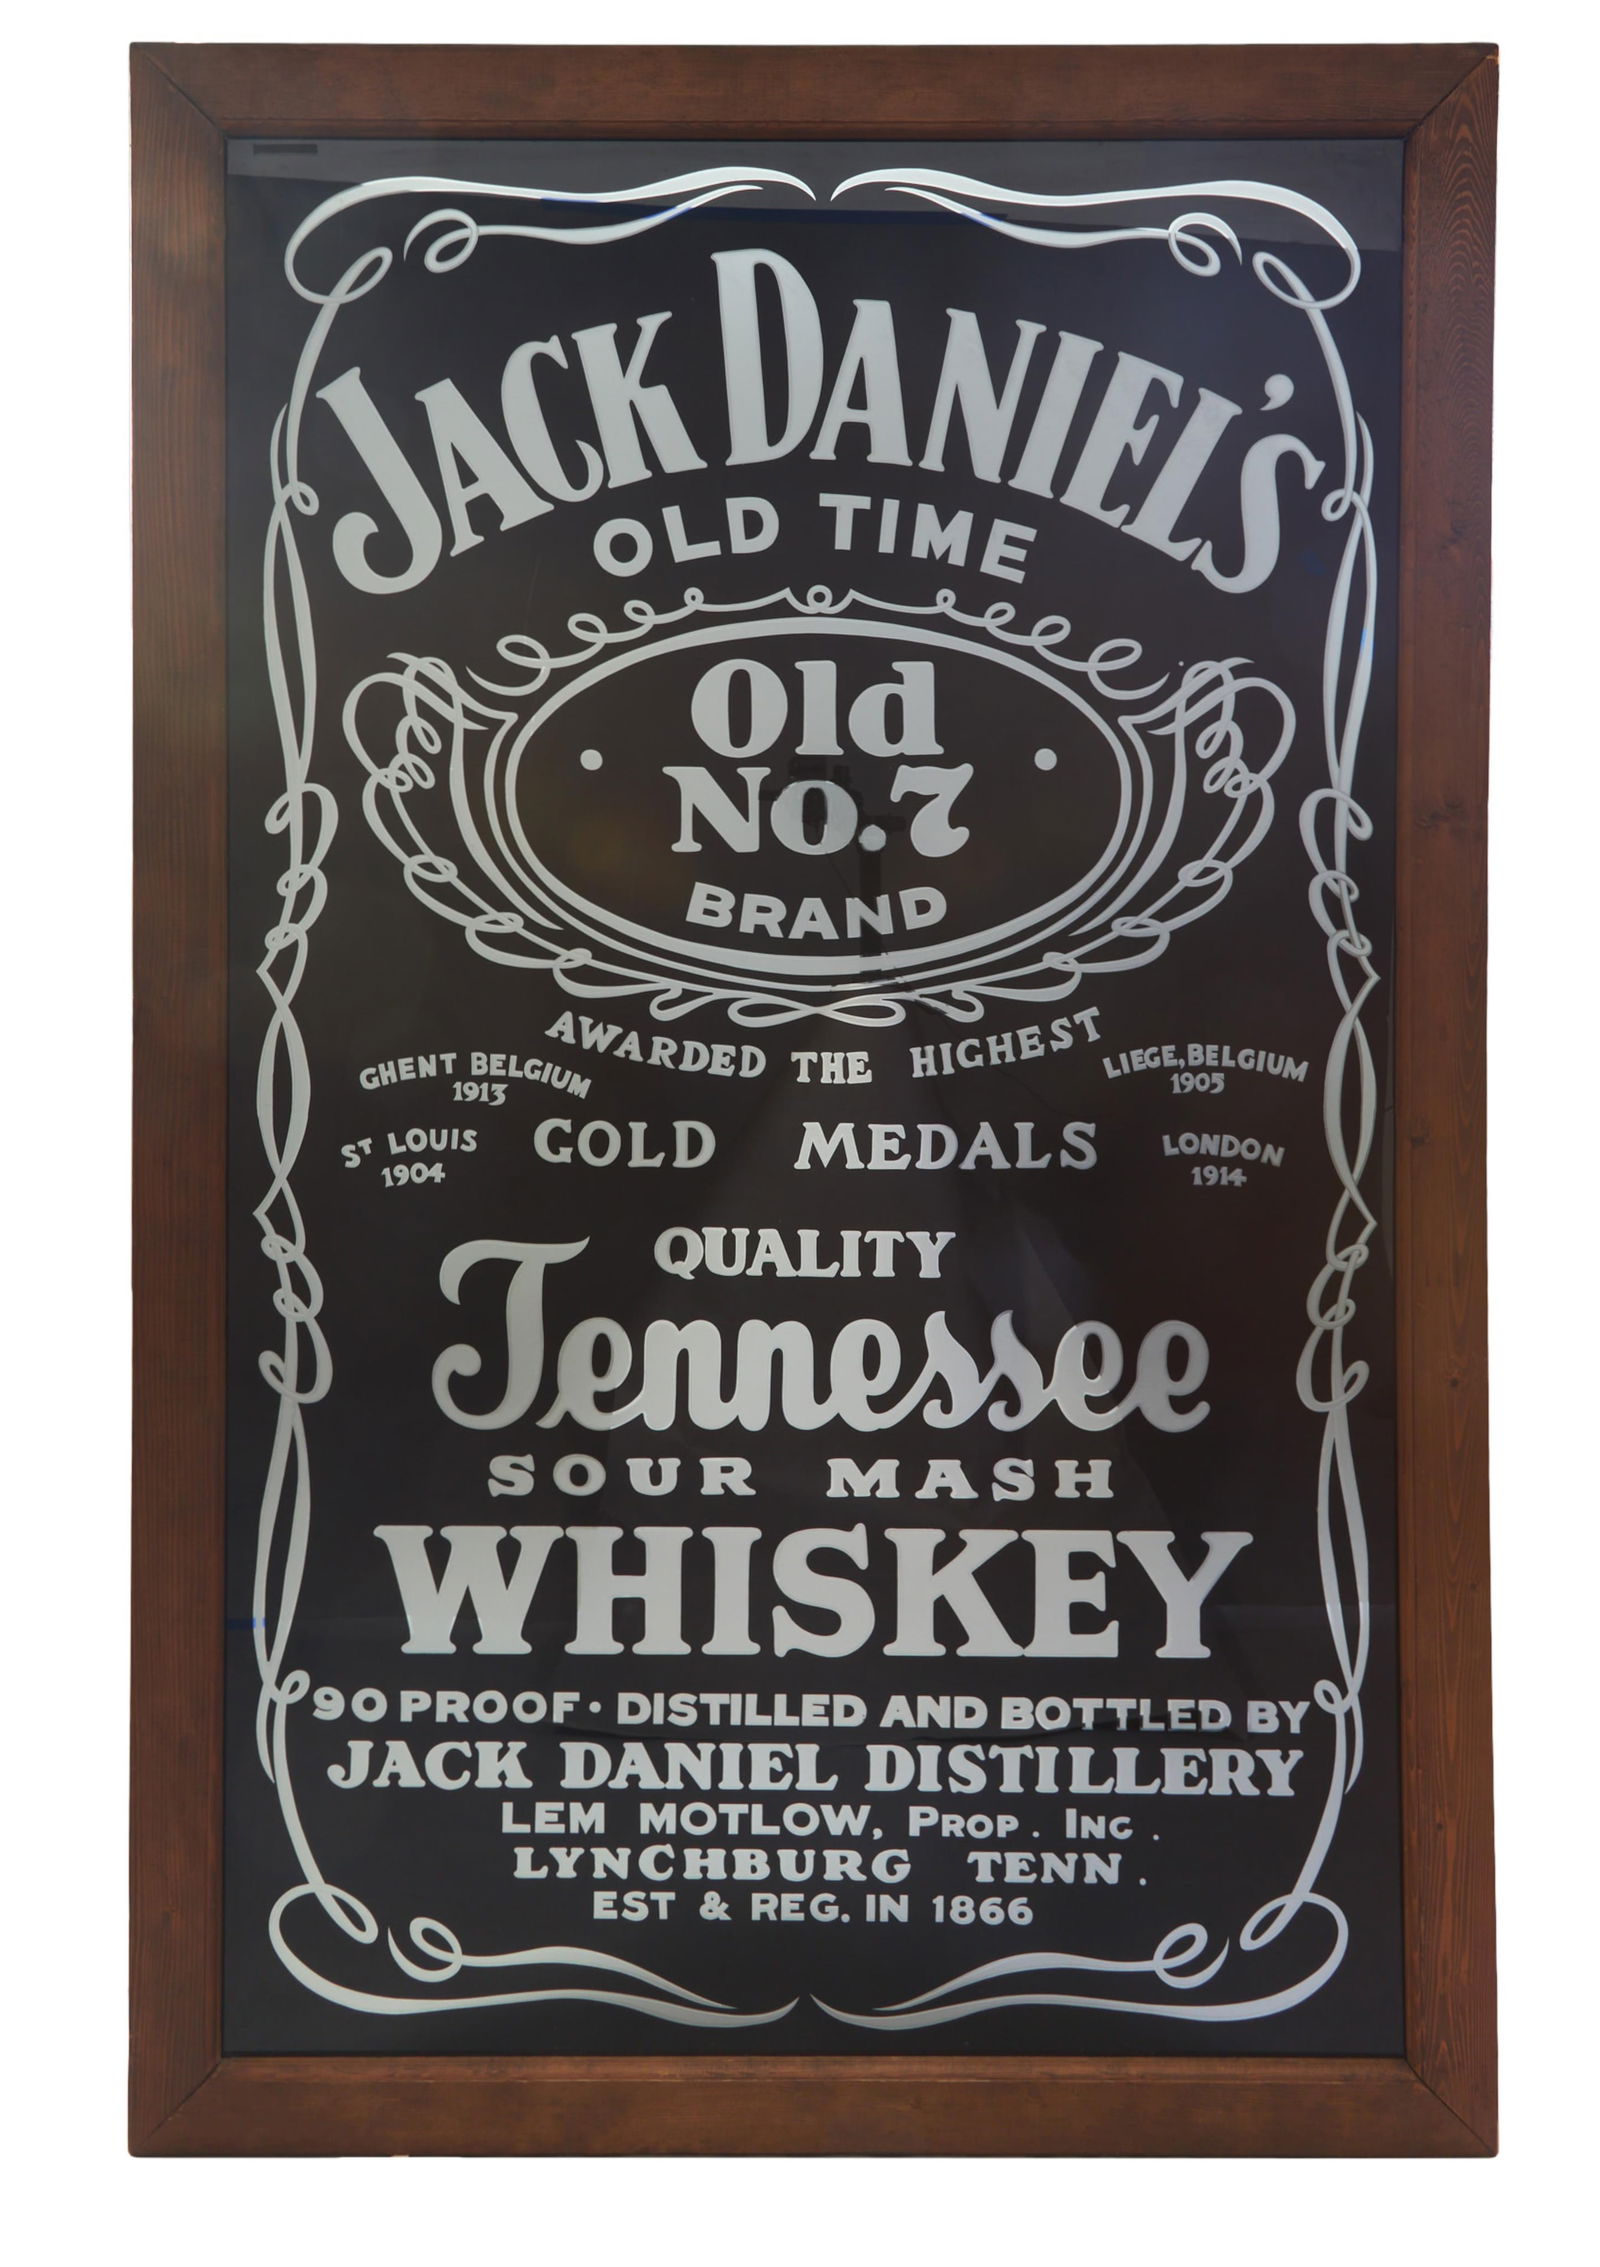 JACK DANIEL'S
OLD TIME
Old
No.7
BRAND
AWARDED THE HIGHEST
GHENT BELGIUM
1913
LIEGE, BELGIUM
1905
ST LOUIS
1904
GOLD MEDALS
LONDON
1914
QUALITY
Tennessee
SOUR MASH
WHISKEY
90 PROOF · DISTILLED AND BOTTLED BY
JACK DANIEL DISTILLERY
LEM MOTLOW, PROP. INC.
LYNCHBURG TENN.
EST & REG. IN 1866